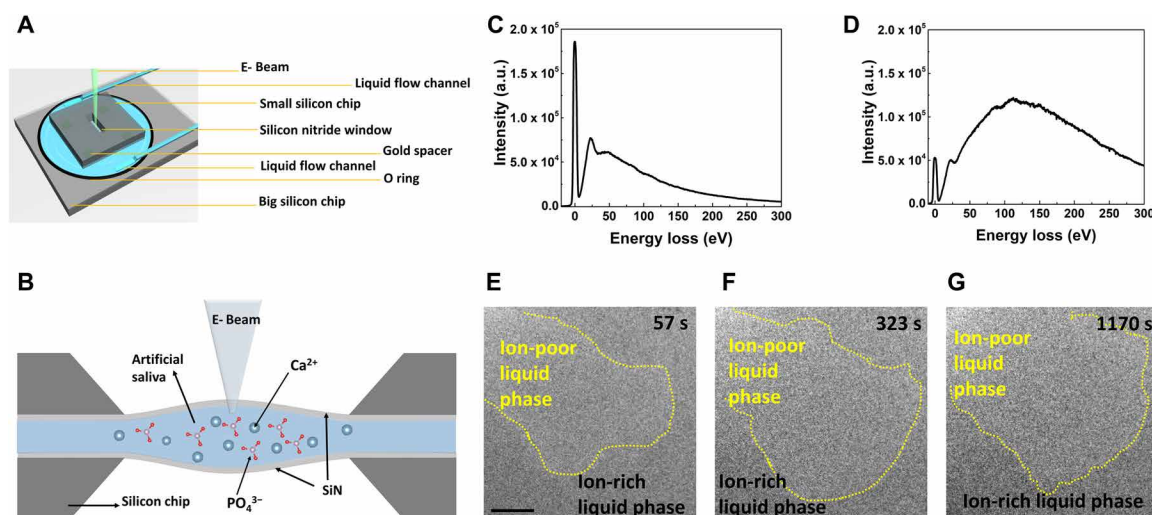 A
E- Beam
Liquid flow channel
Small silicon chip
Silicon nitride window
Gold spacer
Liquid flow channel
O ring
Big silicon chip
B
E- Beam
Artificial
saliva
Ca²⁺
SiN
Silicon chip
PO₄³⁻
C
2.0 x 10⁵
1.5 x 10⁵
1.0 x 10⁵
5.0 x 10⁴
0.0
Intensity (a.u.)
0 50 100 150 200 250 300
Energy loss (eV)
D
2.0 x 10⁵
1.5 x 10⁵
1.0 x 10⁵
5.0 x 10⁴
0.0
Intensity (a.u.)
0 50 100 150 200 250 300
Energy loss (eV)
E
57 s
Ion-poor
liquid
phase
Ion-rich
liquid phase
F
323 s
Ion-poor
liquid
phase
Ion-rich
liquid phase
G
1170 s
Ion-poor
liquid
phase
Ion-rich liquid phase